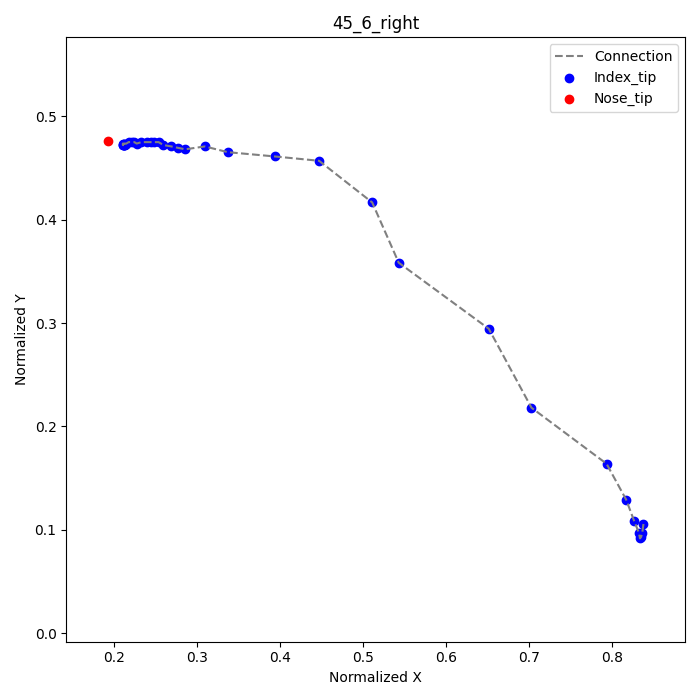 45_6_right
Connection
Index_tip
Nose_tip
Normalized Y
0.5
0.4
0.3
0.2
0.1
0.0
0.2 0.3 0.4 0.5 0.6 0.7 0.8
Normalized X